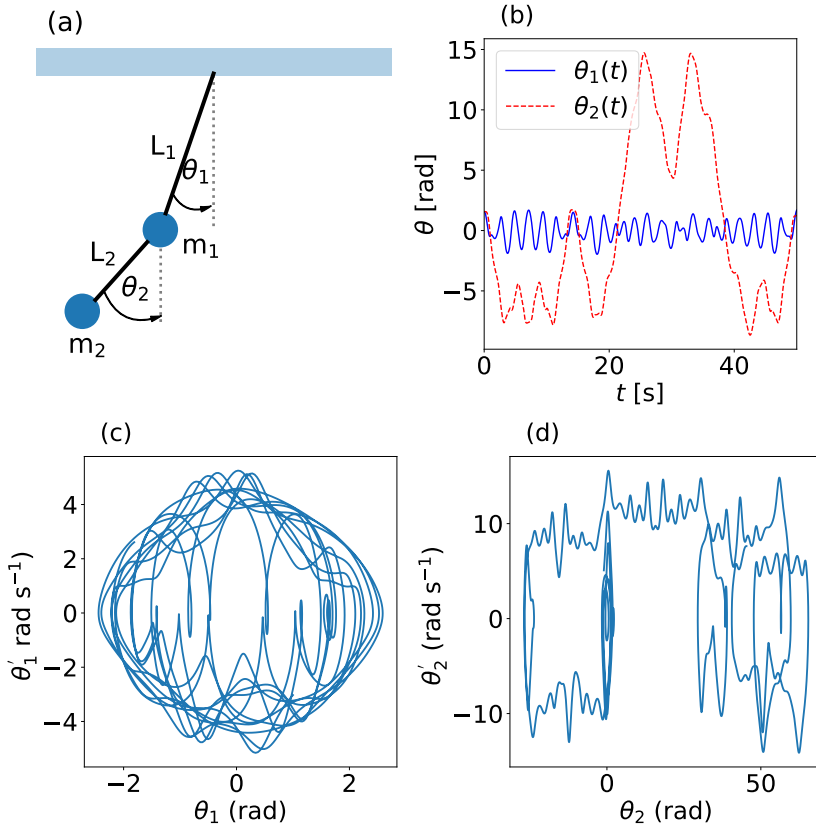 (a)
L₁
θ₁
m₁
L₂
θ₂
m₂
(b)
θ₁(t)
θ₂(t)
θ [rad]
15
10
5
0
−5
0
20
40
t [s]
(c)
θ₁′ rad s⁻¹)
4
2
0
−2
−4
−2
0
2
θ₁ (rad)
(d)
θ₂′ (rad s⁻¹)
10
0
−10
0
50
θ₂ (rad)